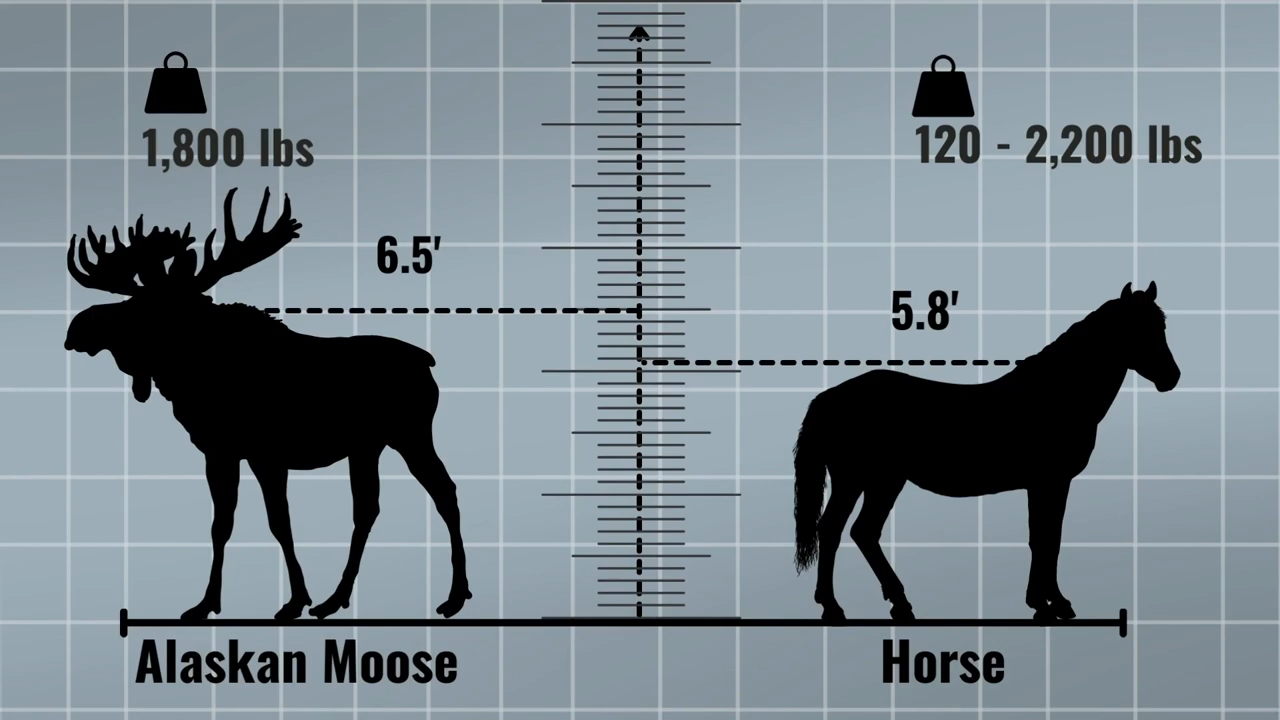 1,800 lbs
120 - 2,200 lbs
6.5'
5.8'
Alaskan Moose
Horse